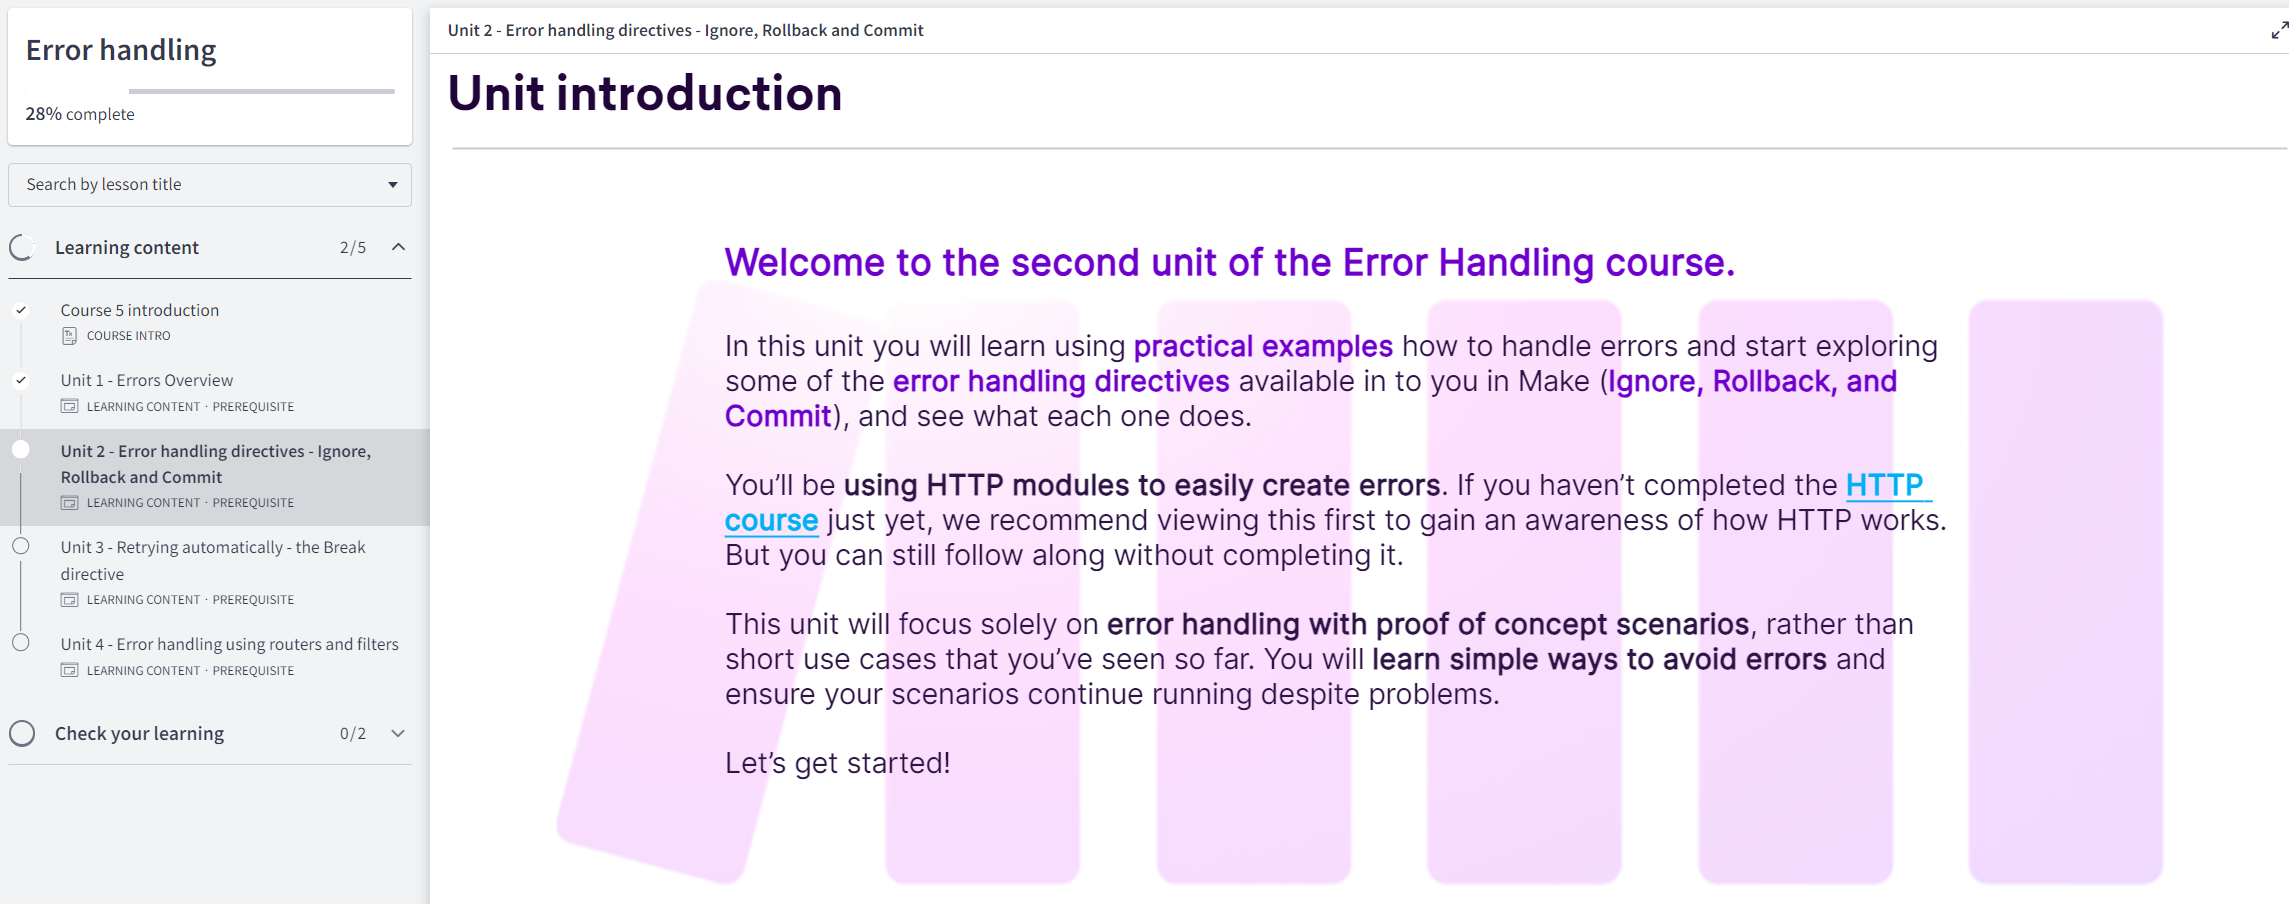 Error handling
28% complete
Search by lesson title
Learning content 2/5
Course 5 introduction
COURSE INTRO
Unit 1 - Errors Overview
LEARNING CONTENT · PREREQUISITE
Unit 2 - Error handling directives - Ignore,
Rollback and Commit
LEARNING CONTENT · PREREQUISITE
Unit 3 - Retrying automatically - the Break
directive
LEARNING CONTENT · PREREQUISITE
Unit 4 - Error handling using routers and filters
LEARNING CONTENT · PREREQUISITE
Check your learning 0/2
Unit 2 - Error handling directives - Ignore, Rollback and Commit
Unit introduction
Welcome to the second unit of the Error Handling course.
In this unit you will learn using practical examples how to handle errors and start exploring
some of the error handling directives available in to you in Make (Ignore, Rollback, and
Commit), and see what each one does.
You’ll be using HTTP modules to easily create errors. If you haven’t completed the HTTP
course just yet, we recommend viewing this first to gain an awareness of how HTTP works.
But you can still follow along without completing it.
This unit will focus solely on error handling with proof of concept scenarios, rather than
short use cases that you’ve seen so far. You will learn simple ways to avoid errors and
ensure your scenarios continue running despite problems.
Let’s get started!